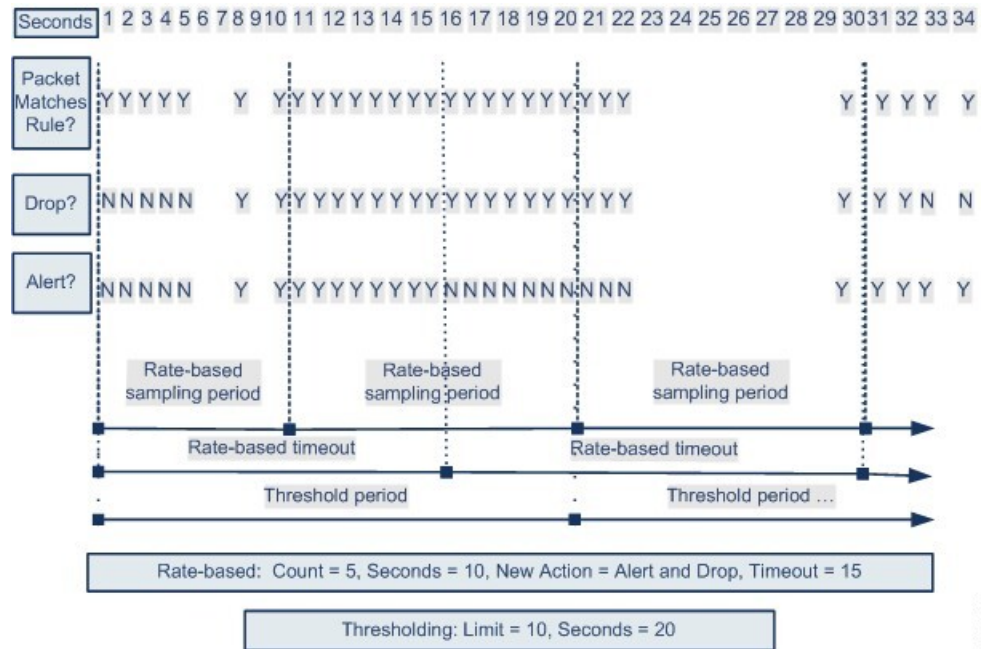 Seconds 1 2 3 4 5 6 7 8 9 10 11 12 13 14 15 16 17 18 19 20 21 22 23 24 25 26 27 28 29 30 31 32 33 34
Packet
Matches
Rule?
Y Y Y Y Y Y Y Y Y Y Y Y Y Y Y Y Y Y Y Y Y Y Y Y Y
Drop?
N N N N N Y Y Y Y Y Y Y Y Y Y Y Y Y Y Y Y Y Y N N
Alert?
N N N N N Y Y Y Y Y Y Y Y Y N N N N N N N N N N Y Y Y Y Y
Rate-based
sampling period
Rate-based
sampling period
Rate-based
sampling period
Rate-based timeout
Rate-based timeout
Threshold period
Threshold period ...
Rate-based: Count = 5, Seconds = 10, New Action = Alert and Drop, Timeout = 15
Thresholding: Limit = 10, Seconds = 20